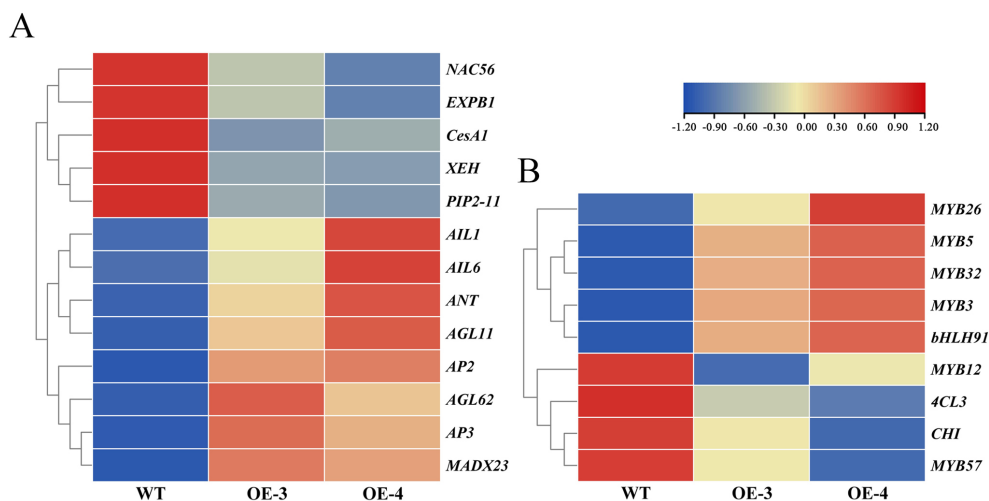 A
NAC56
EXPB1
CesA1
XEH
PIP2-11
AIL1
AIL6
ANT
AGL11
AP2
AGL62
AP3
MADX23
WT OE-3 OE-4
-1.20 -0.90 -0.60 -0.30 0.00 0.30 0.60 0.90 1.20
B
MYB26
MYB5
MYB32
MYB3
bHLH91
MYB12
4CL3
CHI
MYB57
WT OE-3 OE-4